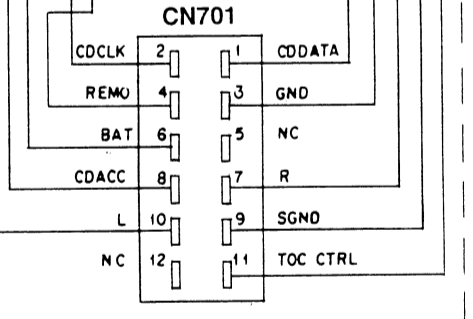 CN701
CDCLK 2 1 CDDATA
REMO 4 3 GND
BAT 6 5 NC
CDACC 8 7 R
L 10 9 SGND
NC 12 11 TOC CTRL